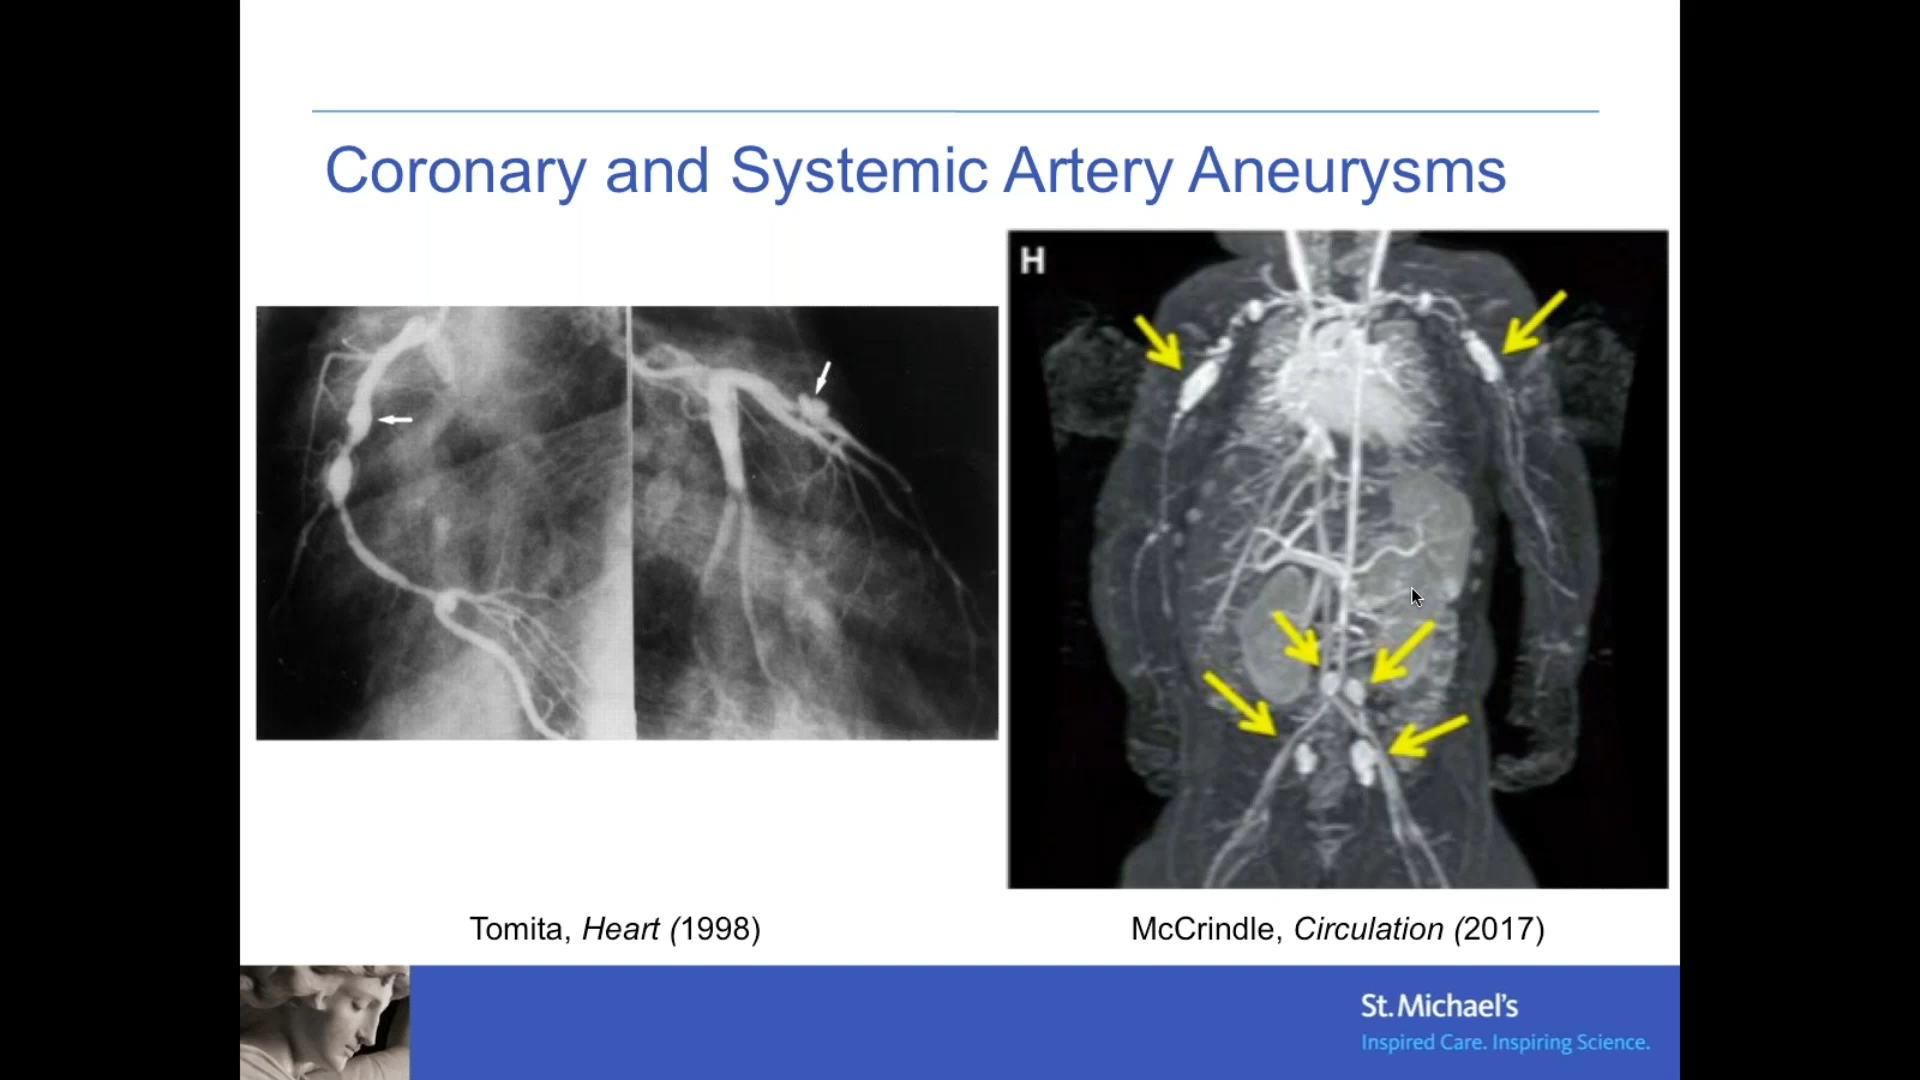 Coronary and Systemic Artery Aneurysms
H
Tomita, Heart (1998)
McCrindle, Circulation (2017)
St. Michael's
Inspired Care. Inspiring Science.